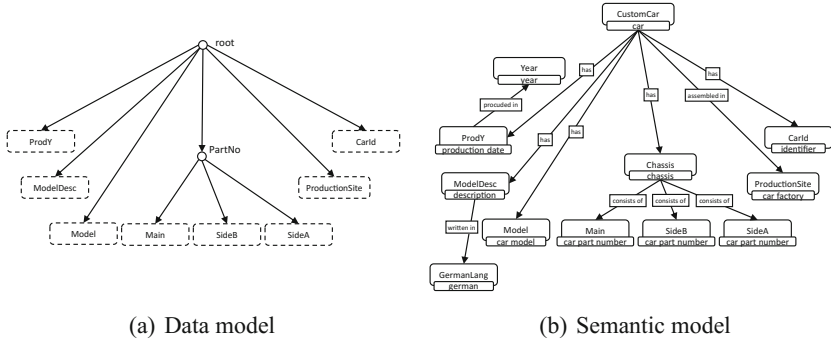 root
ProdY
CarId
PartNo
ModelDesc
ProductionSite
Model
Main
SideB
SideA
(a) Data model
CustomCar
car
Year
year
has
has
procuded in
has
assembled in
has
has
ProdY
production date
CarId
identifier
Chassis
chassis
ModelDesc
description
ProductionSite
car factory
consists of
consists of
consists of
written in
Model
car model
Main
car part number
SideB
car part number
SideA
car part number
GermanLang
german
(b) Semantic model